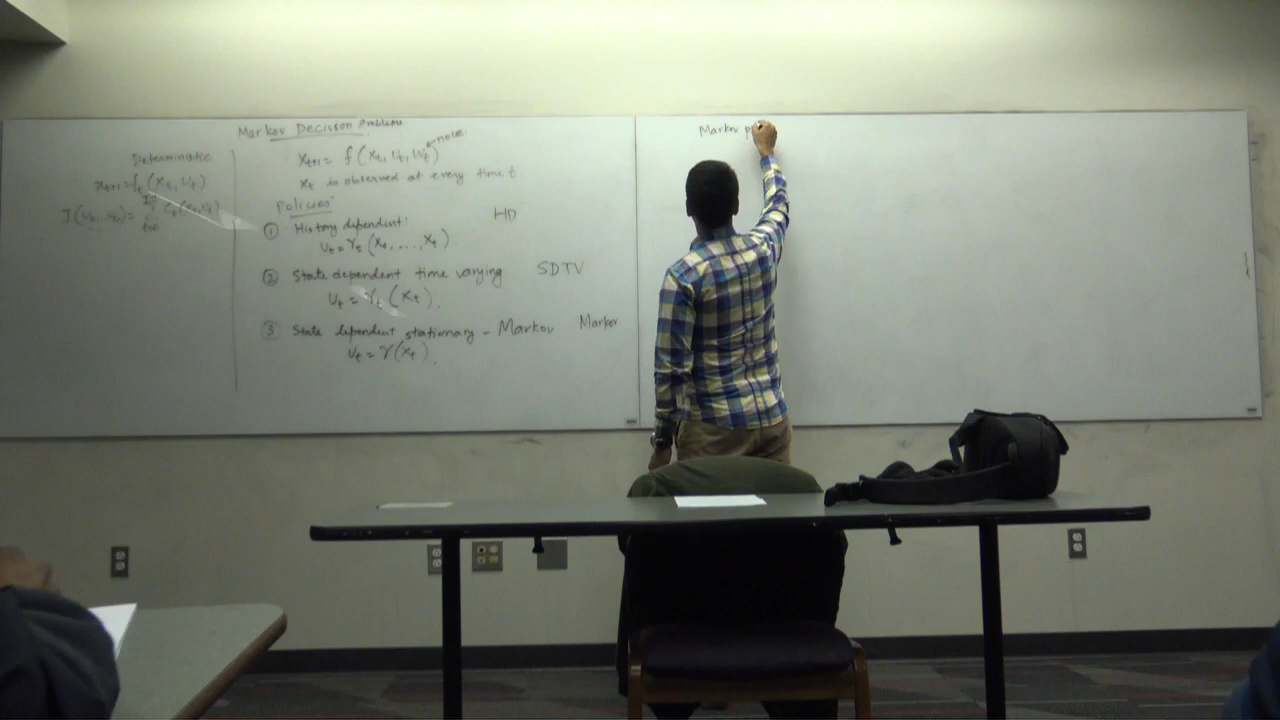 Markov Decision Problems
Deterministic
x_{t+1} = f_t(x_t, u_t)
x_{t+1} = f(x_t, u_t, w_t) noise
x_t is observed at every time t
Policies:
① History dependent: HD
u_t = γ_t(x_0, ..., x_t)
② State dependent time varying SDTV
u_t = γ_t(x_t).
③ State dependent stationary - Markov Markov
u_t = γ(x_t).
Markov p